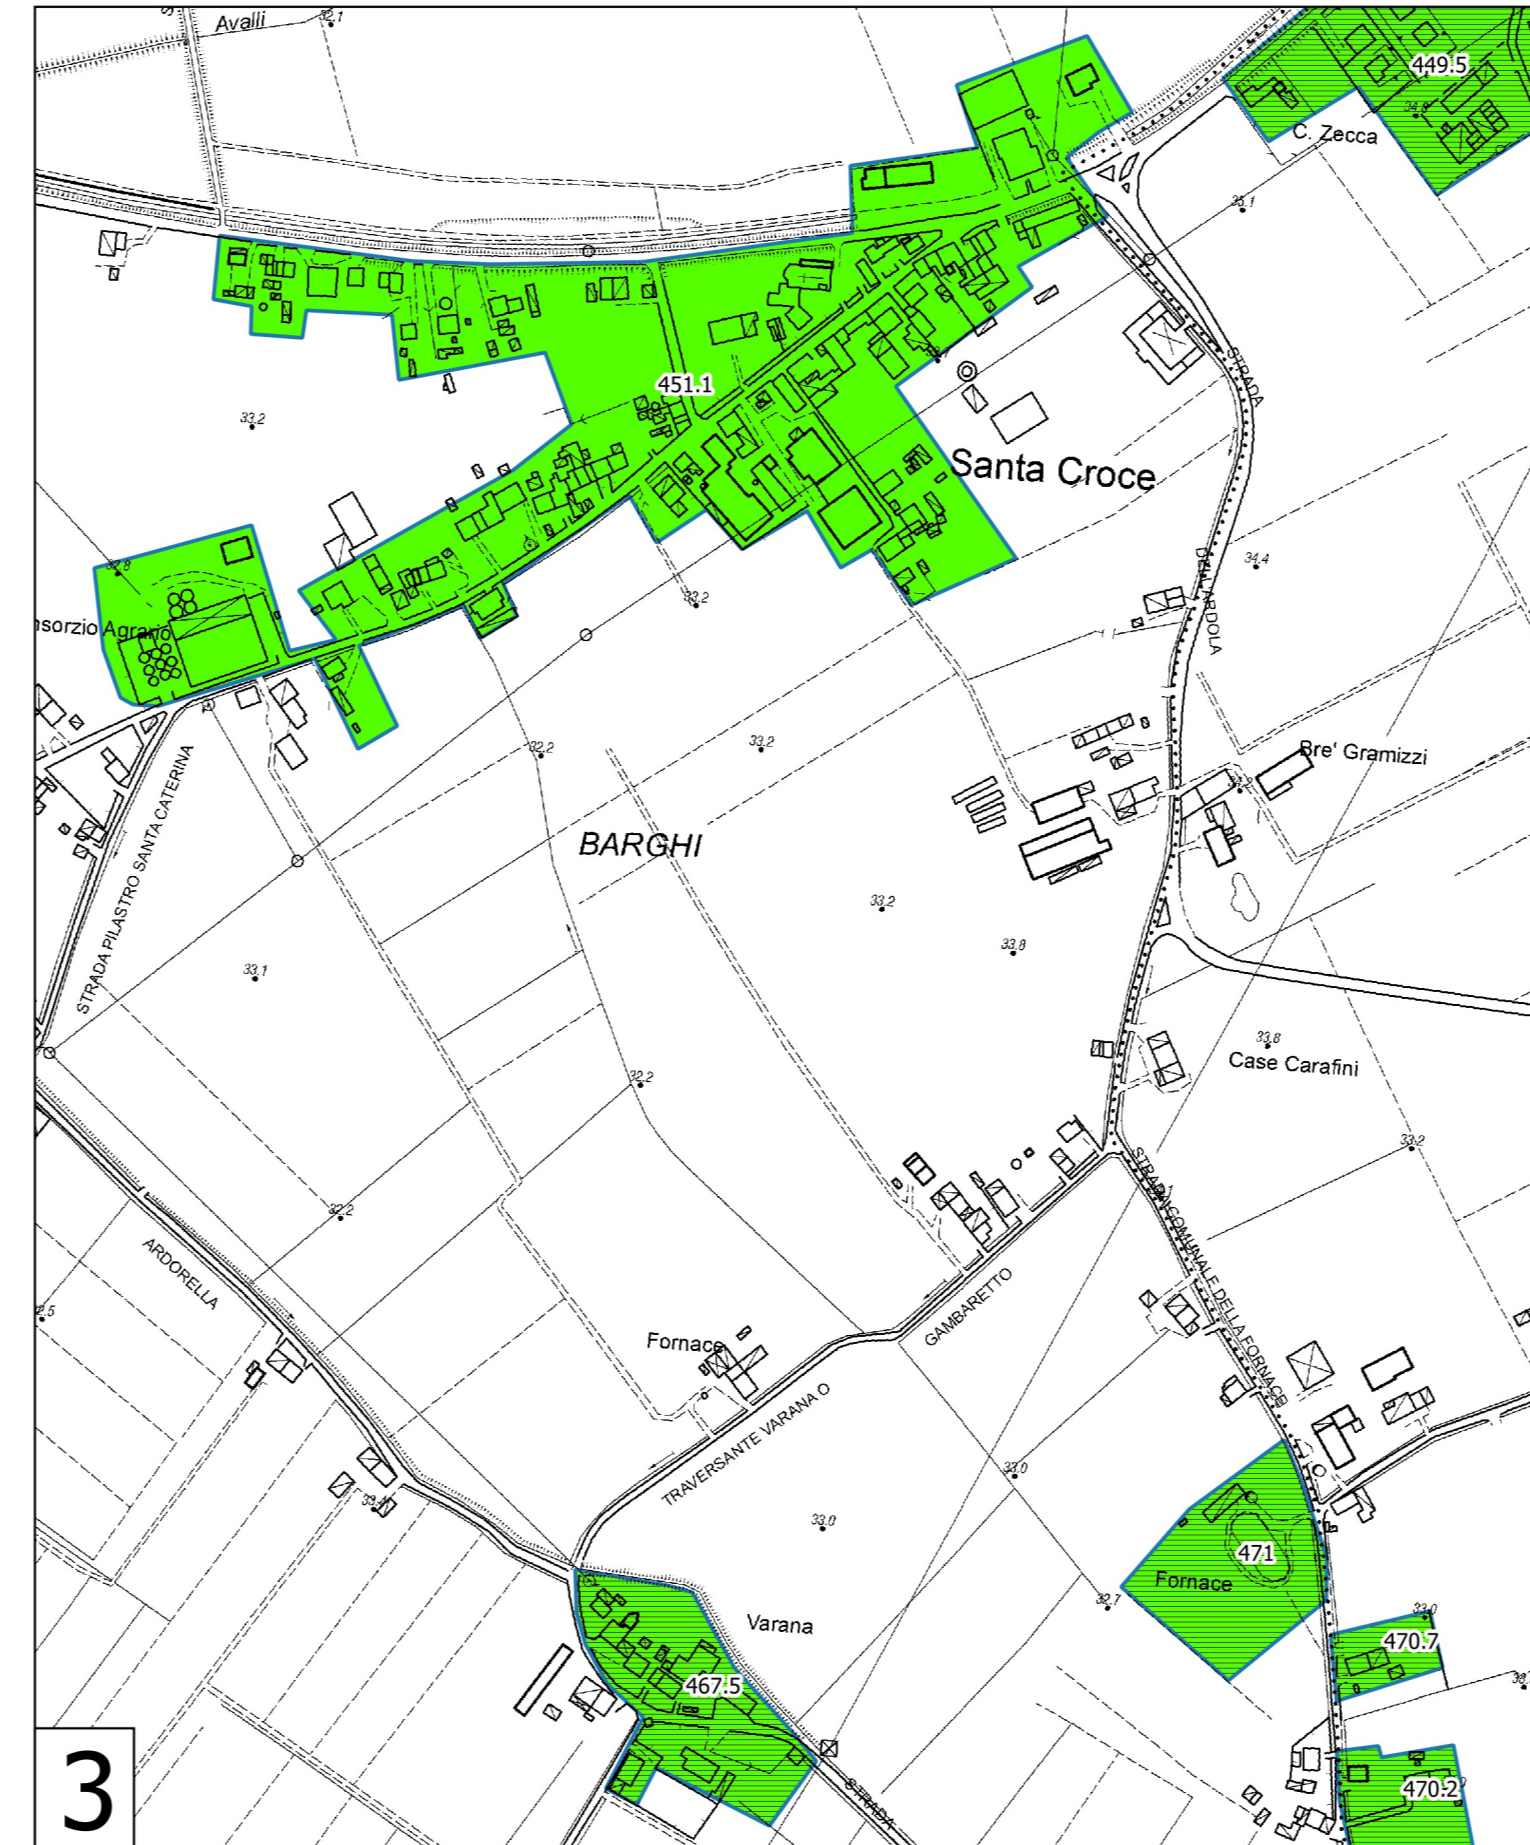 Avalli
32.1
449.5
34.8
C. Zecca
35.1
STRADA
451.1
33.2
Santa Croce
32.8
34.4
DELL'ARDOLA
33.2
nsorzio Agrario
32.2
33.2
Bre' Gramizzi
STRADA PILASTRO SANTA CATERINA
BARGHI
33.2
33.8
33.1
33.8
Case Carafini
32.2
33.2
STRADA COMUNALE DELLA FORNACE
32.2
ARDORELLA
GAMBARETTO
2.5
Fornace
TRAVERSANTE VARANA O
33.0
33.0
471
Fornace
32.7
33.0
Varana
470.7
467.5
STRADA
470.2
3